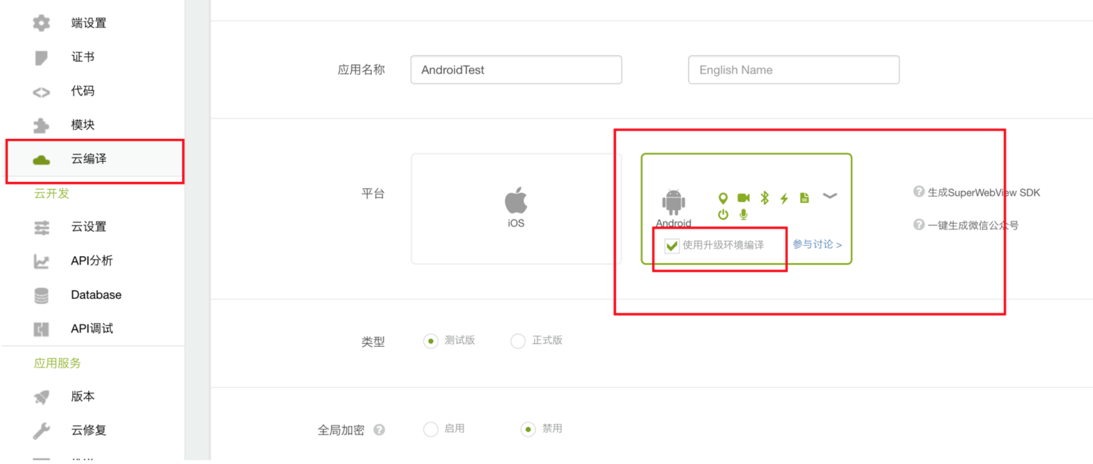 端设置
证书
代码
模块
云编译
云开发
云设置
API分析
Database
API调试
应用服务
版本
云修复
应用名称
AndroidTest
English Name
平台
iOS
Android
使用升级环境编译
参与讨论 >
生成SuperWebView SDK
一键生成微信公众号
类型
测试版
正式版
全局加密
启用
禁用